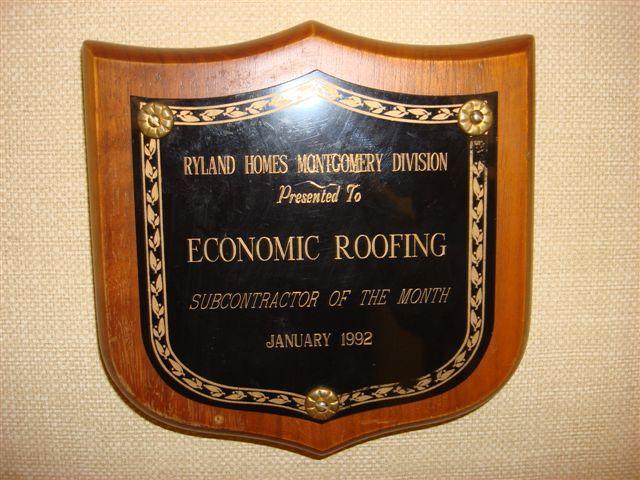 RYLAND HOMES MONTGOMERY DIVISION
Presented To
ECONOMIC ROOFING
SUBCONTRACTOR OF THE MONTH
JANUARY 1992